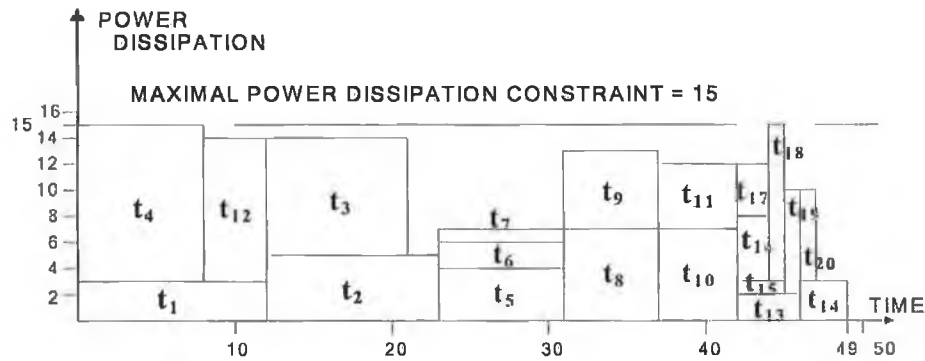 POWER
DISSIPATION
MAXIMAL POWER DISSIPATION CONSTRAINT = 15
16
15
14
12
10
8
6
4
2
t4
t12
t3
t7
t6
t9
t11
t17
t18
t19
t16
t20
t1
t2
t5
t8
t10
t15
t13
t14
TIME
10
20
30
40
49
50